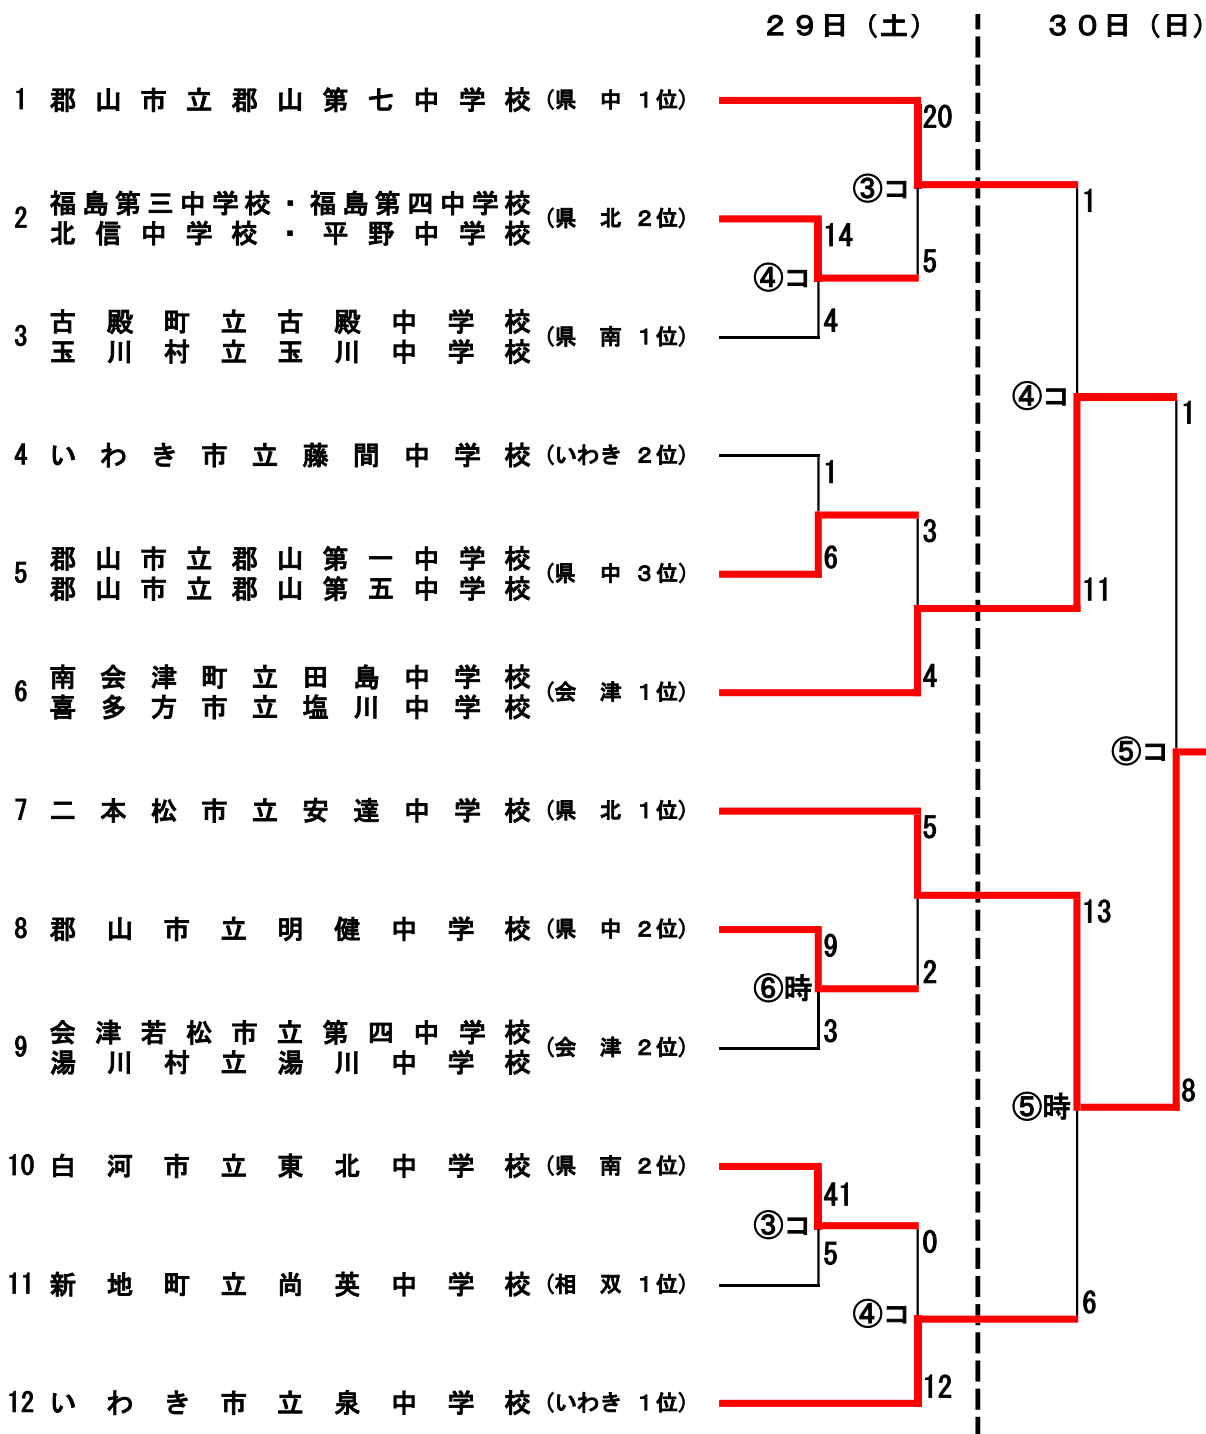 ２９日（土） ３０日（日）
1 郡山市立郡山第七中学校 (県中1位)
20
③コ
1
2 福島第三中学校・福島第四中学校 (県北2位)
北信中学校・平野中学校
14
5
④コ
3 古殿町立古殿中学校 (県南1位)
玉川村立玉川中学校
4
④コ
1
4 いわき市立藤間中学校 (いわき2位)
1
3
5 郡山市立郡山第一中学校 (県中3位)
郡山市立郡山第五中学校
6
11
6 南会津町立田島中学校 (会津1位)
喜多方市立塩川中学校
4
⑤コ
7 二本松市立安達中学校 (県北1位)
5
13
8 郡山市立明健中学校 (県中2位)
9
2
⑥時
9 会津若松市立第四中学校 (会津2位)
湯川村立湯川中学校
3
⑤時
8
10 白河市立東北中学校 (県南2位)
41
③コ
0
5
11 新地町立尚英中学校 (相双1位)
④コ
6
12 いわき市立泉中学校 (いわき1位)
12